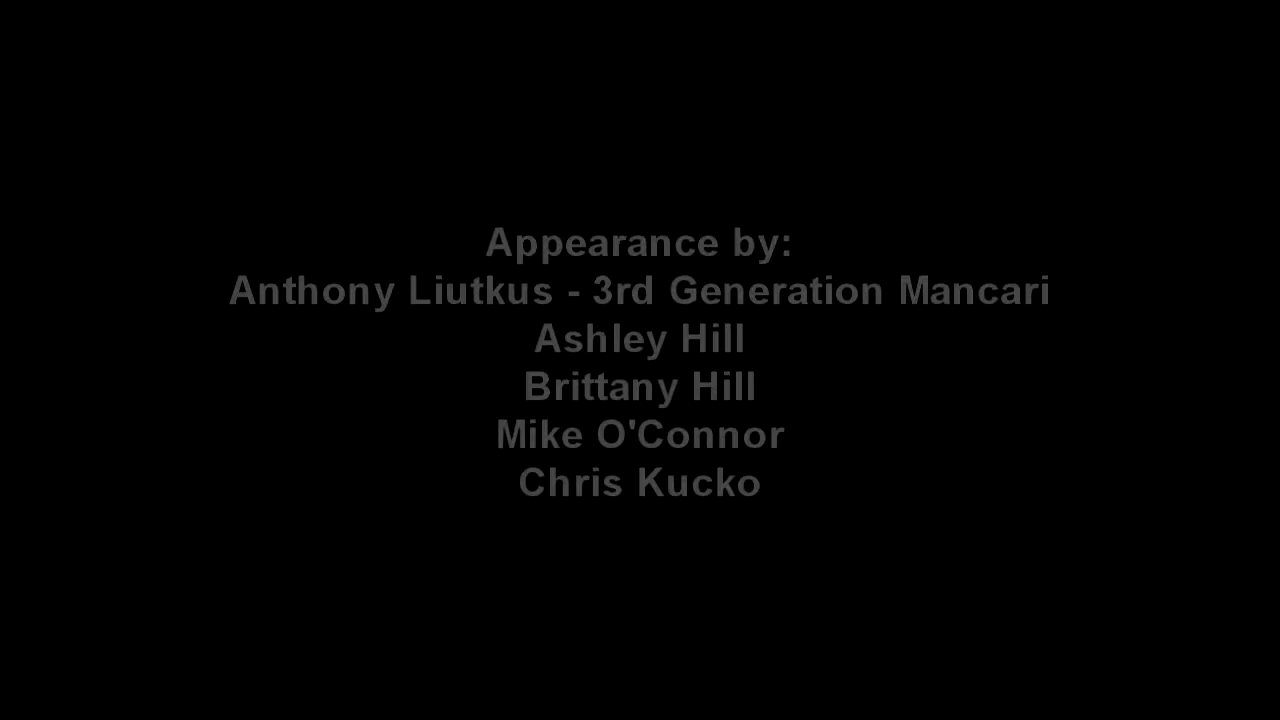 Appearance by:
Anthony Liutkus - 3rd Generation Mancari
Ashley Hill
Brittany Hill
Mike O'Connor
Chris Kucko